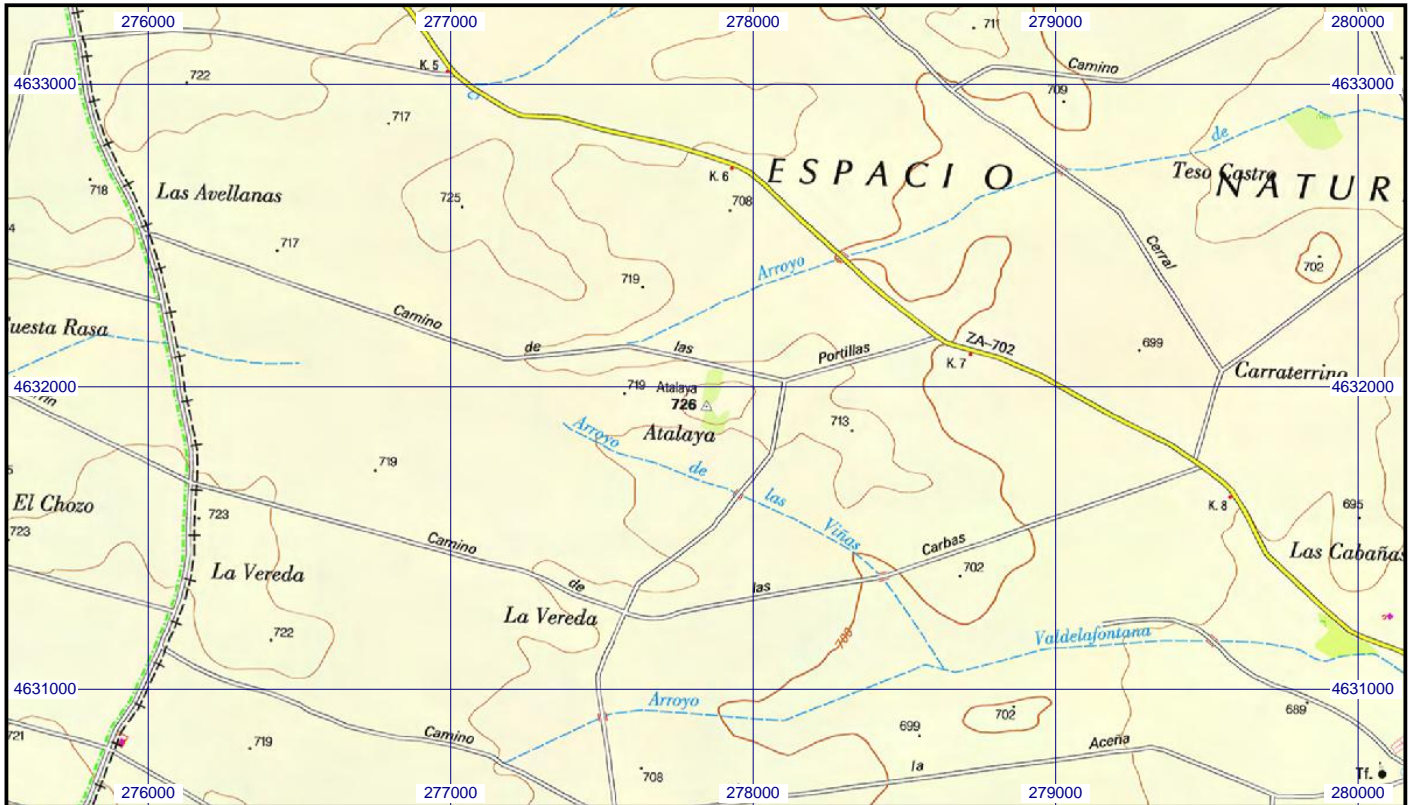 276000
277000
278000
279000
280000
711
K. 5
Camino
722
4633000
4633000
709
717
de
718
K. 6
ESPACIO
Teso Castro
NATUR
Las Avellanas
725
708
4
717
Cerral
702
Arroyo
719
Camino
uesta Rasa
de
las
Portillas
ZA-702
K. 7
699
Carraterrino
4632000
719
Atalaya
4632000
726
Arroyo
Atalaya
713
719
de
las
El Chozo
723
723
Viñas
K. 8
695
Camino
Carbas
Las Cabañas
La Vereda
de
las
702
La Vereda
722
700
Valdelafontana
4631000
4631000
Arroyo
702
689
721
719
Camino
699
Aceña
la
708
Tf.
276000
277000
278000
279000
280000